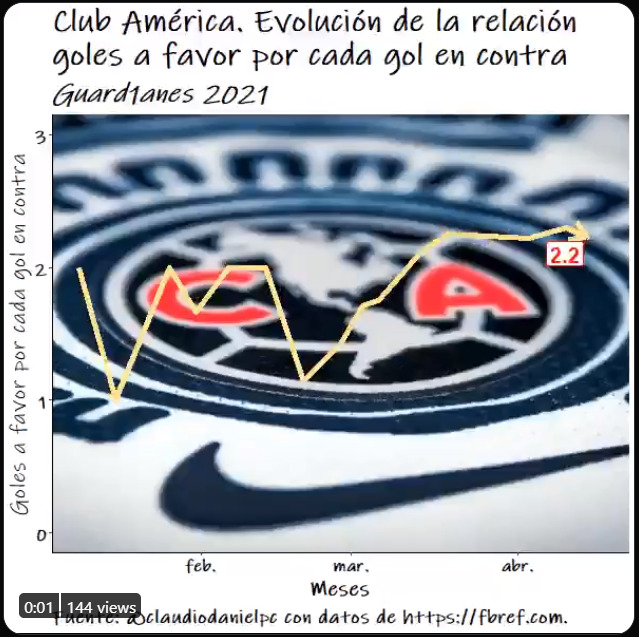 Club América. Evolución de la relación
goles a favor por cada gol en contra
Guard1anes 2021
Goles a favor por cada gol en contra
3
2
1
0
C A
2.2
feb. mar. abr.
Meses
0:01 144 views
Fuente: @claudiodanielpc con datos de https://fbref.com.